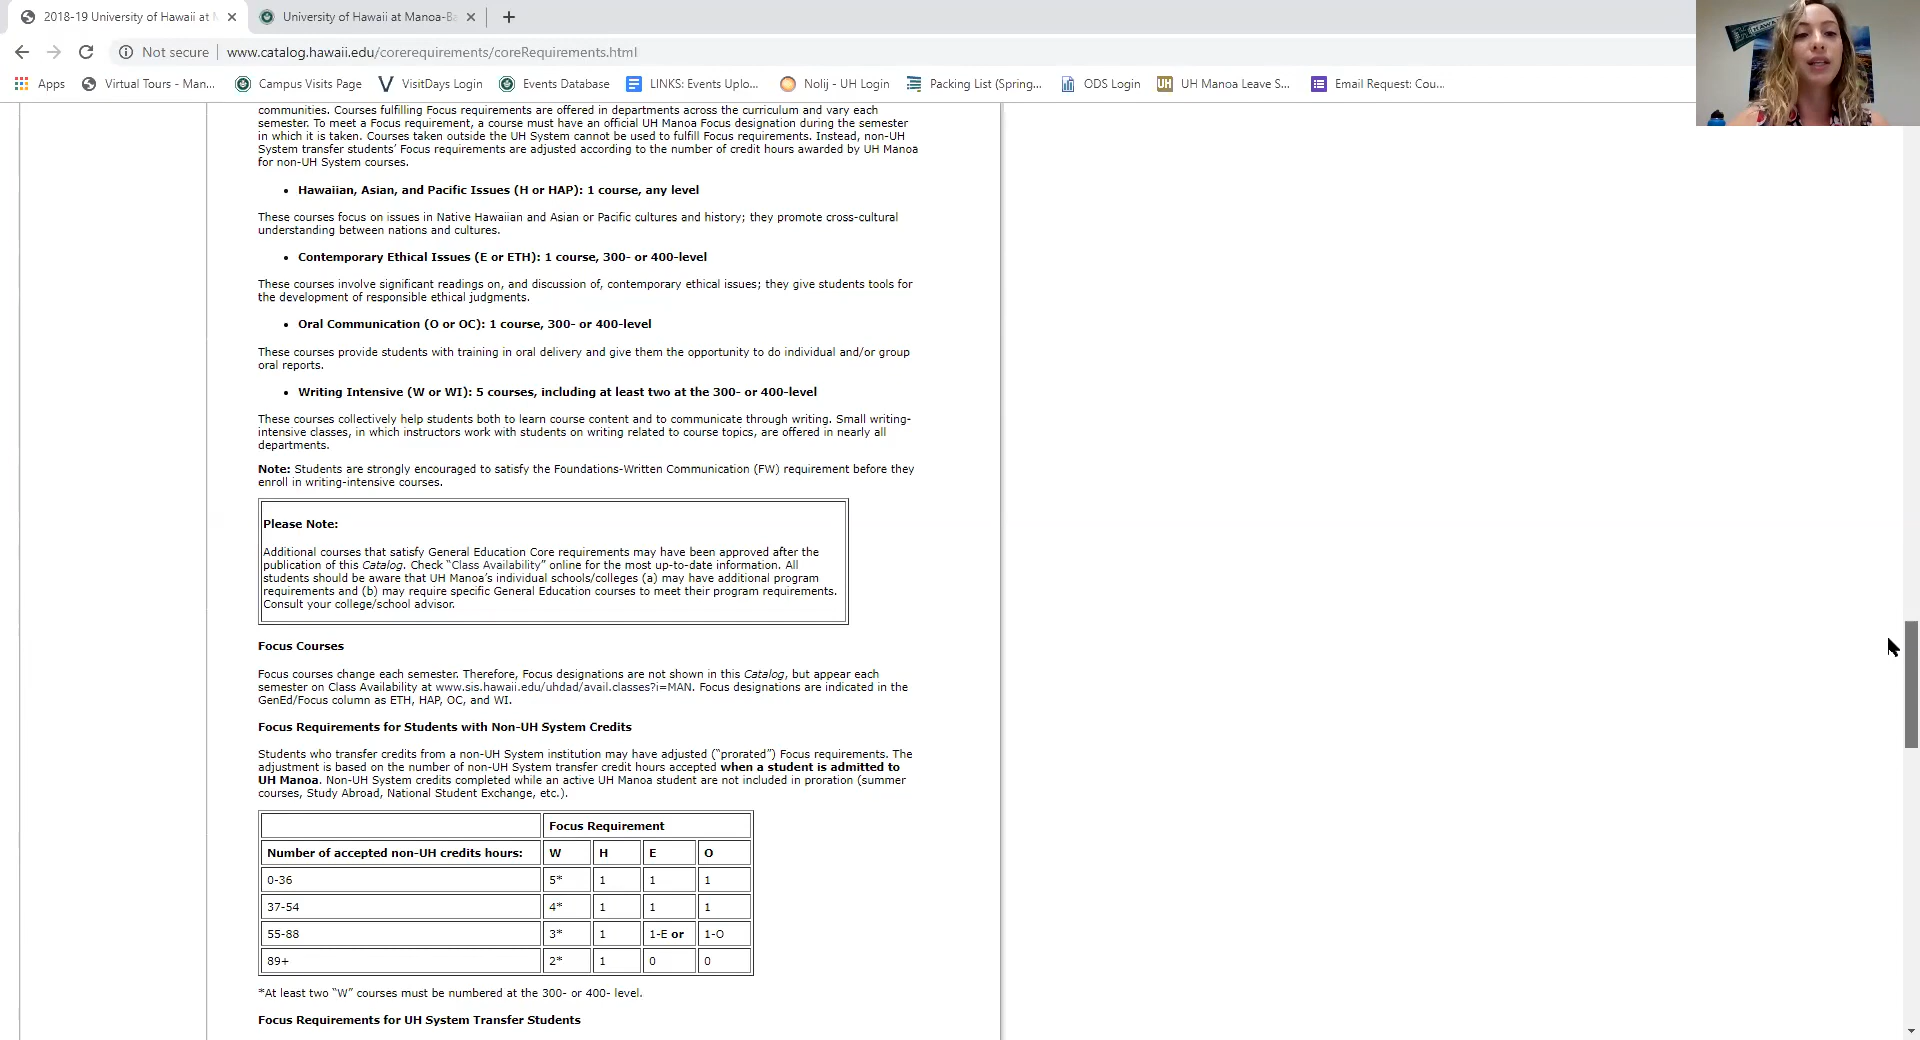 2018-19 University of Hawaii at M
University of Hawaii at Manoa-Ba
Not secure
www.catalog.hawaii.edu/corerequirements/coreRequirements.html
Apps
Virtual Tours - Man...
Campus Visits Page
VisitDays Login
Events Database
LINKS: Events Uplo...
Nolij - UH Login
Packing List (Spring...
ODS Login
UH Manoa Leave S...
Email Request: Cou...
communities. Courses fulfilling Focus requirements are offered in departments across the curriculum and vary each
semester. To meet a Focus requirement, a course must have an official UH Manoa Focus designation during the semester
in which it is taken. Courses taken outside the UH System cannot be used to fulfill Focus requirements. Instead, non-UH
System transfer students’ Focus requirements are adjusted according to the number of credit hours awarded by UH Manoa
for non-UH System courses.
• Hawaiian, Asian, and Pacific Issues (H or HAP): 1 course, any level
These courses focus on issues in Native Hawaiian and Asian or Pacific cultures and history; they promote cross-cultural
understanding between nations and cultures.
• Contemporary Ethical Issues (E or ETH): 1 course, 300- or 400-level
These courses involve significant readings on, and discussion of, contemporary ethical issues; they give students tools for
the development of responsible ethical judgments.
• Oral Communication (O or OC): 1 course, 300- or 400-level
These courses provide students with training in oral delivery and give them the opportunity to do individual and/or group
oral reports.
• Writing Intensive (W or WI): 5 courses, including at least two at the 300- or 400-level
These courses collectively help students both to learn course content and to communicate through writing. Small writing-
intensive classes, in which instructors work with students on writing related to course topics, are offered in nearly all
departments.
Note: Students are strongly encouraged to satisfy the Foundations-Written Communication (FW) requirement before they
enroll in writing-intensive courses.
Please Note:
Additional courses that satisfy General Education Core requirements may have been approved after the
publication of this Catalog. Check “Class Availability” online for the most up-to-date information. All
students should be aware that UH Manoa’s individual schools/colleges (a) may have additional program
requirements and (b) may require specific General Education courses to meet their program requirements.
Consult your college/school advisor.
Focus Courses
Focus courses change each semester. Therefore, Focus designations are not shown in this Catalog, but appear each
semester on Class Availability at www.sis.hawaii.edu/uhdad/avail.classes?i=MAN. Focus designations are indicated in the
GenEd/Focus column as ETH, HAP, OC, and WI.
Focus Requirements for Students with Non-UH System Credits
Students who transfer credits from a non-UH System institution may have adjusted (“prorated”) Focus requirements. The
adjustment is based on the number of non-UH System transfer credit hours accepted when a student is admitted to
UH Manoa. Non-UH System credits completed while an active UH Manoa student are not included in proration (summer
courses, Study Abroad, National Student Exchange, etc.).
Focus Requirement
Number of accepted non-UH credits hours: W H E O
0-36 5* 1 1 1
37-54 4* 1 1 1
55-88 3* 1 1-E or 1-O
89+ 2* 1 0 0
*At least two “W” courses must be numbered at the 300- or 400- level.
Focus Requirements for UH System Transfer Students